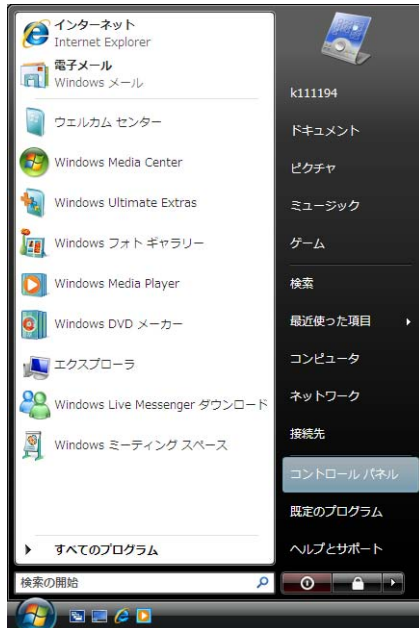 インターネット
Internet Explorer
電子メール
Windows メール
ウェルカム センター
Windows Media Center
Windows Ultimate Extras
Windows フォト ギャラリー
Windows Media Player
Windows DVD メーカー
エクスプローラ
Windows Live Messenger ダウンロード
Windows ミーティング スペース
すべてのプログラム
検索の開始
k111194
ドキュメント
ピクチャ
ミュージック
ゲーム
検索
最近使った項目
コンピュータ
ネットワーク
接続先
コントロール パネル
既定のプログラム
ヘルプとサポート